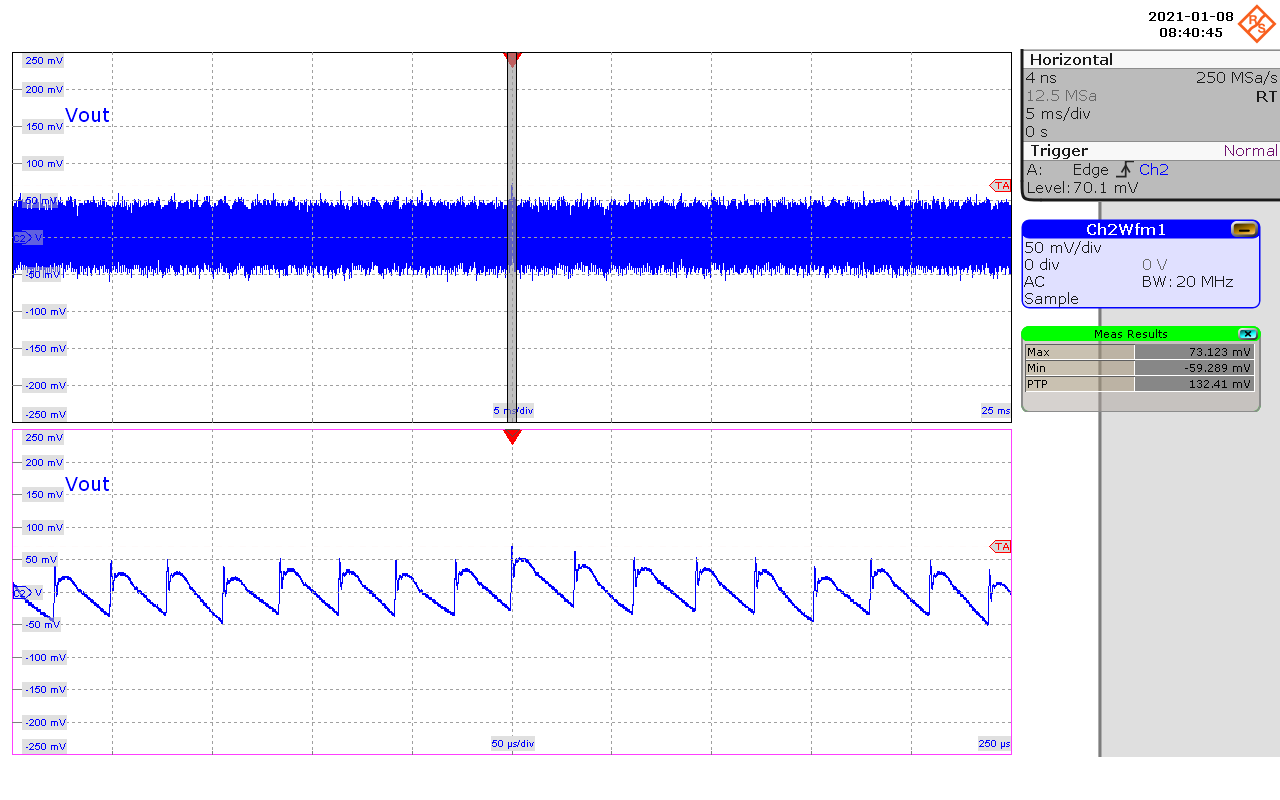 2021-01-08
08:40:45
R&S
250 mV
200 mV
Vout
150 mV
100 mV
TA
50 mV
C2 V
-50 mV
-100 mV
-150 mV
-200 mV
-250 mV
5 ms/div
25 ms
250 mV
200 mV
Vout
150 mV
100 mV
TA
50 mV
C2 V
-50 mV
-100 mV
-150 mV
-200 mV
-250 mV
50 µs/div
250 µs
Horizontal
4 ns 250 MSa/s
12.5 MSa RT
5 ms/div
0 s
Trigger Normal
A: Edge Ch2
Level: 70.1 mV
Ch2Wfm1
50 mV/div
0 div 0 V
AC BW: 20 MHz
Sample
Meas Results
Max 73.123 mV
Min -59.289 mV
PTP 132.41 mV